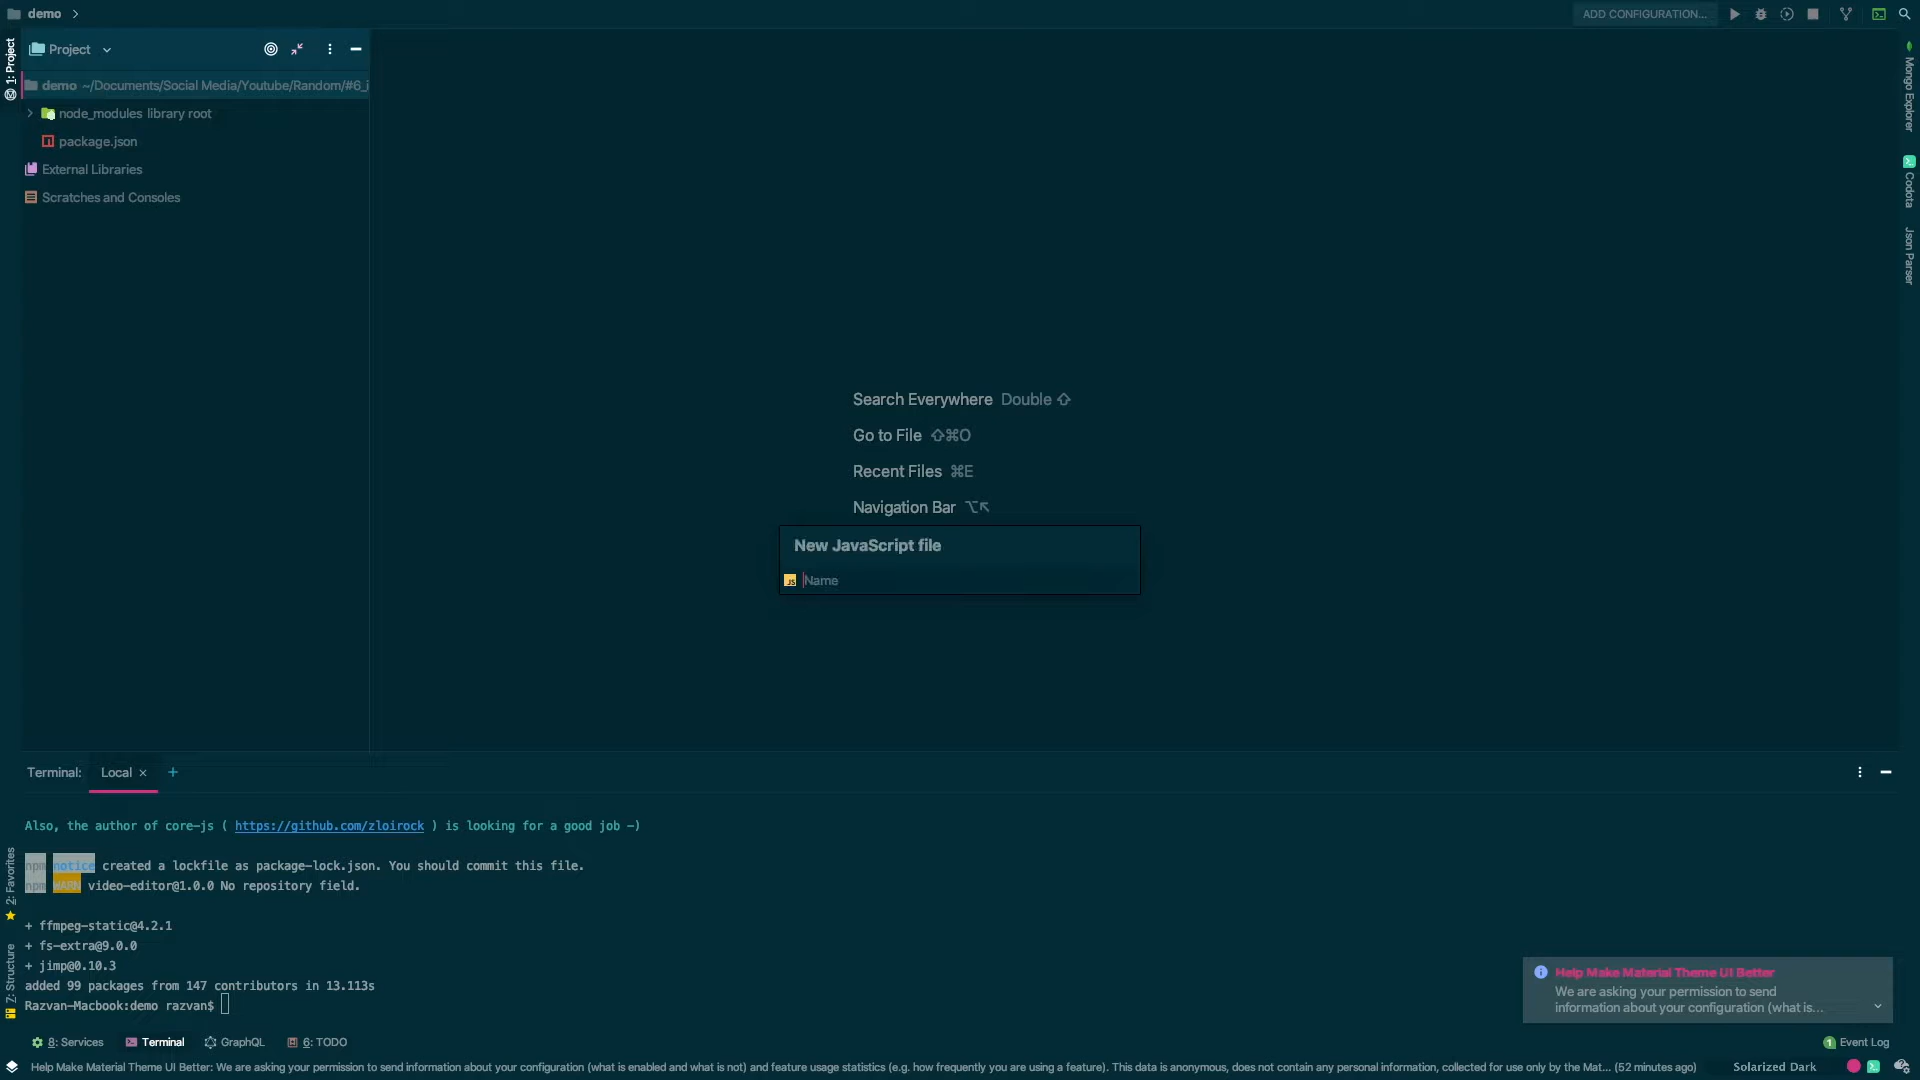 demo
ADD CONFIGURATION...
1: Project
Project
demo ~/Documents/Social Media/Youtube/Random/#6_i
node_modules library root
package.json
External Libraries
Scratches and Consoles
Mongo Explorer
Codota
Json Parser
Search Everywhere Double ⇧
Go to File ⇧⌘O
Recent Files ⌘E
Navigation Bar ⌥↖
New JavaScript file
JS Name
Terminal: Local × +
Also, the author of core-js ( https://github.com/zloirock ) is looking for a good job -)
npm notice created a lockfile as package-lock.json. You should commit this file.
npm WARN video-editor@1.0.0 No repository field.
+ ffmpeg-static@4.2.1
+ fs-extra@9.0.0
+ jimp@0.10.3
added 99 packages from 147 contributors in 13.113s
Razvan-Macbook:demo razvan$
2: Favorites
7: Structure
Help Make Material Theme UI Better
We are asking your permission to send
information about your configuration (what is...
8: Services
Terminal
GraphQL
6: TODO
1 Event Log
Help Make Material Theme UI Better: We are asking your permission to send information about your configuration (what is enabled and what is not) and feature usage statistics (e.g. how frequently you are using a feature). This data is anonymous, does not contain any personal information, collected for use only by the Mat... (52 minutes ago)
Solarized Dark